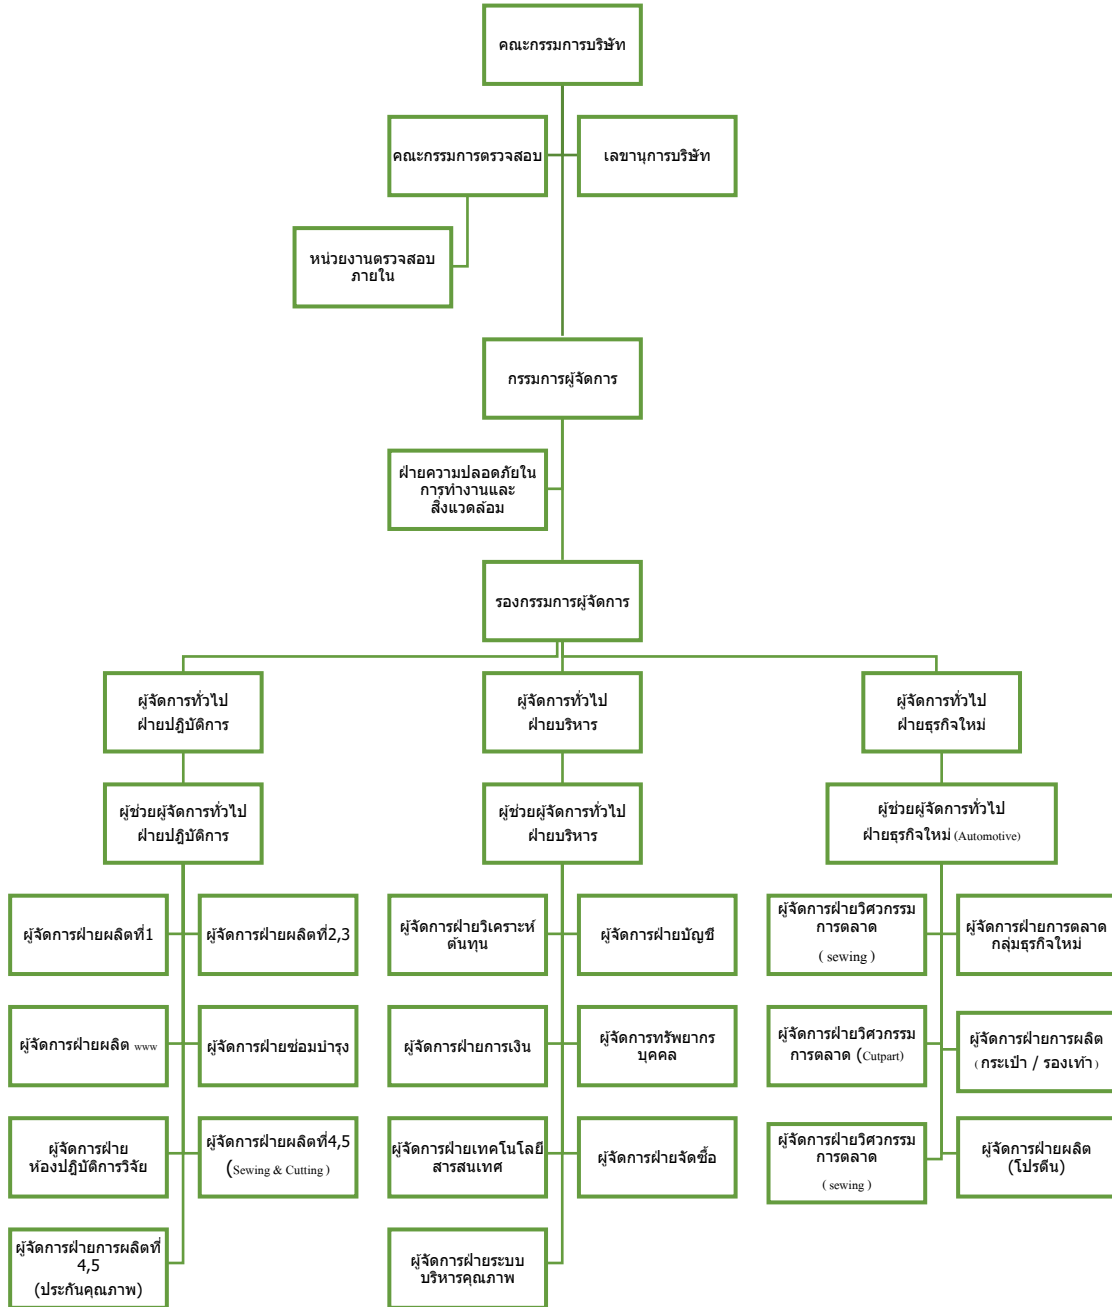 คณะกรรมการบริษัท
คณะกรรมการตรวจสอบ
เลขานุการบริษัท
หน่วยงานตรวจสอบ
ภายใน
กรรมการผู้จัดการ
ฝ่ายความปลอดภัยใน
การทำงานและ
สิ่งแวดล้อม
รองกรรมการผู้จัดการ
ผู้จัดการทั่วไป
ฝ่ายปฎิบัติการ
ผู้จัดการทั่วไป
ฝ่ายบริหาร
ผู้จัดการทั่วไป
ฝ่ายธุรกิจใหม่
ผู้ช่วยผู้จัดการทั่วไป
ฝ่ายปฎิบัติการ
ผู้ช่วยผู้จัดการทั่วไป
ฝ่ายบริหาร
ผู้ช่วยผู้จัดการทั่วไป
ฝ่ายธุรกิจใหม่ (Automotive)
ผู้จัดการฝ่ายผลิตที่1
ผู้จัดการฝ่ายผลิตที่2,3
ผู้จัดการฝ่ายวิเคราะห์
ต้นทุน
ผู้จัดการฝ่ายบัญชี
ผู้จัดการฝ่ายวิศวกรรม
การตลาด
( sewing )
ผู้จัดการฝ่ายการตลาด
กลุ่มธุรกิจใหม่
ผู้จัดการฝ่ายผลิต www
ผู้จัดการฝ่ายซ่อมบำรุง
ผู้จัดการฝ่ายการเงิน
ผู้จัดการทรัพยากร
บุคคล
ผู้จัดการฝ่ายวิศวกรรม
การตลาด (Cutpart)
ผู้จัดการฝ่ายการผลิต
( กระเป๋า / รองเท้า )
ผู้จัดการฝ่าย
ห้องปฎิบัติการวิจัย
ผู้จัดการฝ่ายผลิตที่4,5
(Sewing & Cutting )
ผู้จัดการฝ่ายเทคโนโลยี
สารสนเทศ
ผู้จัดการฝ่ายจัดซื้อ
ผู้จัดการฝ่ายวิศวกรรม
การตลาด
( sewing )
ผู้จัดการฝ่ายผลิต
(โปรตีน)
ผู้จัดการฝ่ายการผลิตที่
4,5
(ประกันคุณภาพ)
ผู้จัดการฝ่ายระบบ
บริหารคุณภาพ